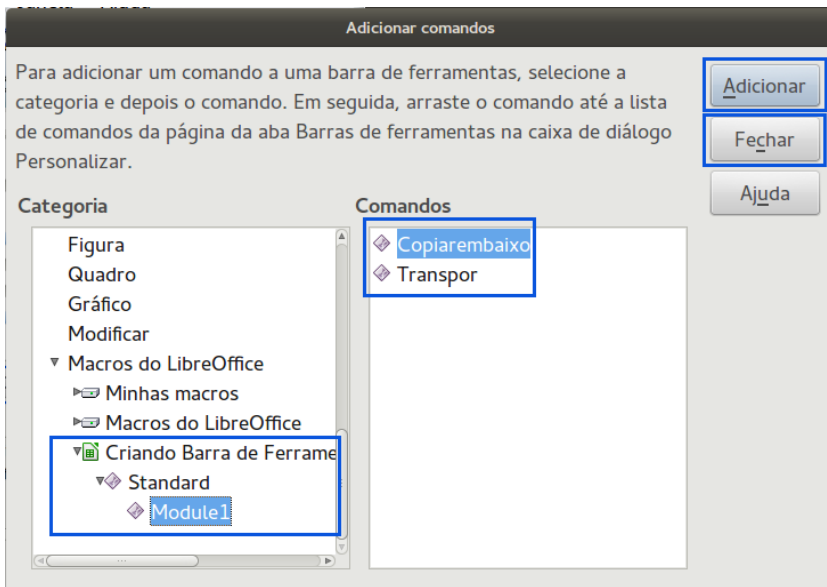 Adicionar comandos
Para adicionar um comando a uma barra de ferramentas, selecione a
categoria e depois o comando. Em seguida, arraste o comando até a lista
de comandos da página da aba Barras de ferramentas na caixa de diálogo
Personalizar.
Adicionar
Fechar
Ajuda
Categoria
Figura
Quadro
Gráfico
Modificar
Macros do LibreOffice
Minhas macros
Macros do LibreOffice
Criando Barra de Ferrame
Standard
Module1
Comandos
Copiarembaixo
Transpor